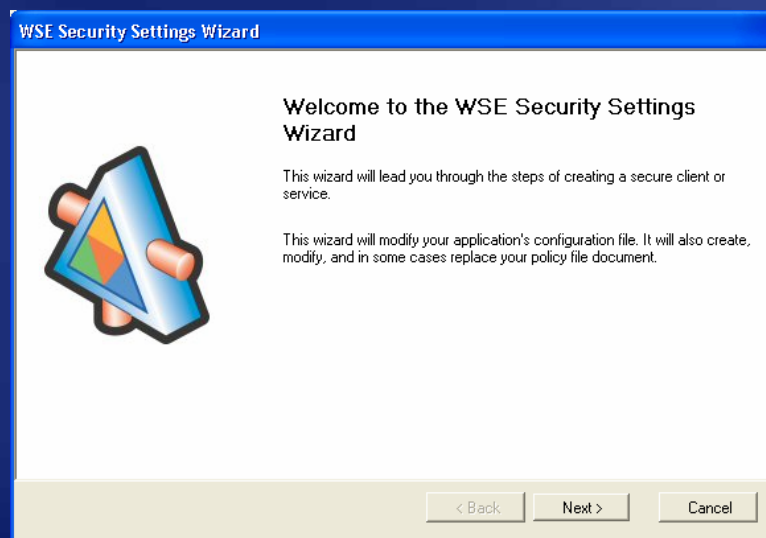 WSE Security Settings Wizard
Welcome to the WSE Security Settings
Wizard
This wizard will lead you through the steps of creating a secure client or
service.
This wizard will modify your application's configuration file. It will also create,
modify, and in some cases replace your policy file document.
< Back
Next >
Cancel